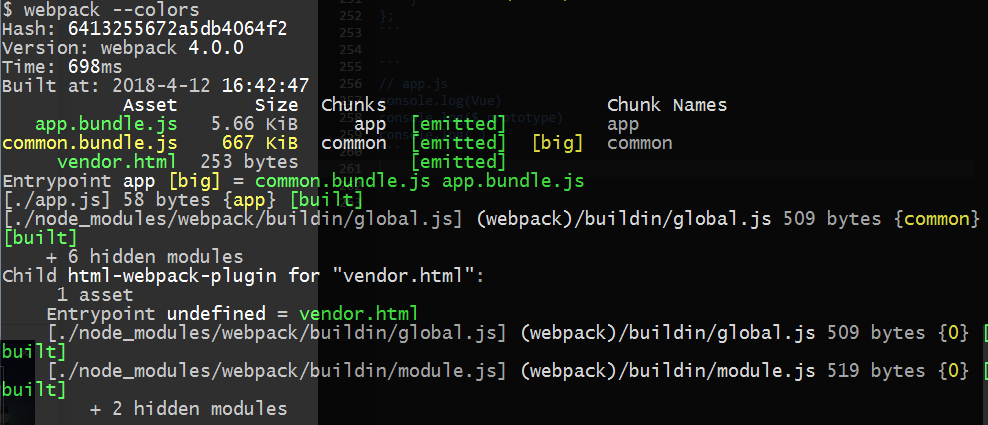 $ webpack --colors
Hash: 6413255672a5db4064f2
Version: webpack 4.0.0
Time: 698ms
Built at: 2018-4-12 16:42:47
Asset Size Chunks Chunk Names
app.bundle.js 5.66 KiB app [emitted] app
common.bundle.js 667 KiB common [emitted] [big] common
vendor.html 253 bytes [emitted]
Entrypoint app [big] = common.bundle.js app.bundle.js
[./app.js] 58 bytes {app} [built]
[./node_modules/webpack/buildin/global.js] (webpack)/buildin/global.js 509 bytes {common}
[built]
+ 6 hidden modules
Child html-webpack-plugin for "vendor.html":
1 asset
Entrypoint undefined = vendor.html
[./node_modules/webpack/buildin/global.js] (webpack)/buildin/global.js 509 bytes {0} [
built]
[./node_modules/webpack/buildin/module.js] (webpack)/buildin/module.js 519 bytes {0} [
built]
+ 2 hidden modules
251
252 };
253 ```
254
255 ```
256 // app.js
257 console.log(Vue)
258
259
260 ```
261